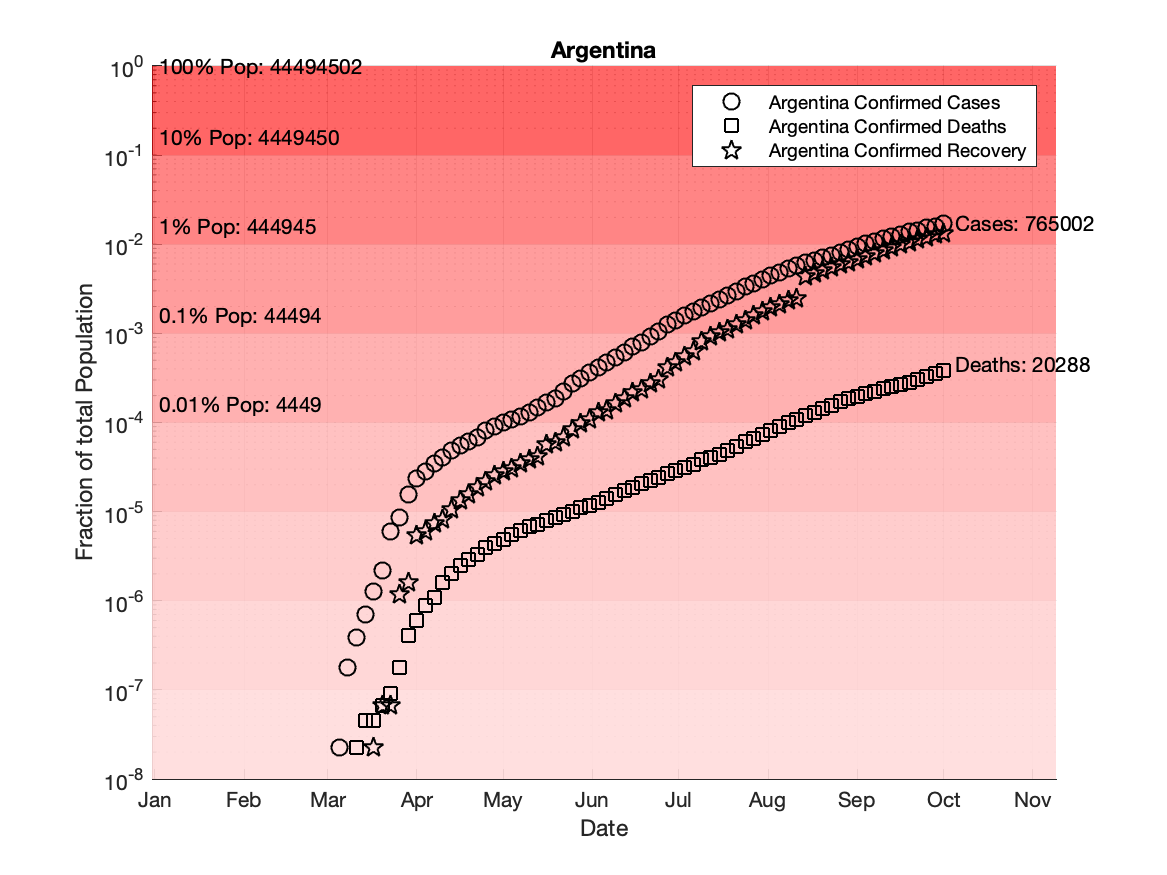 Argentina
10^0
100% Pop: 44494502
Argentina Confirmed Cases
Argentina Confirmed Deaths
Argentina Confirmed Recovery
10% Pop: 4449450
10^-1
1% Pop: 444945
Cases: 765002
10^-2
0.1% Pop: 44494
10^-3
Deaths: 20288
0.01% Pop: 4449
10^-4
10^-5
10^-6
10^-7
10^-8
Fraction of total Population
Jan Feb Mar Apr May Jun Jul Aug Sep Oct Nov
Date